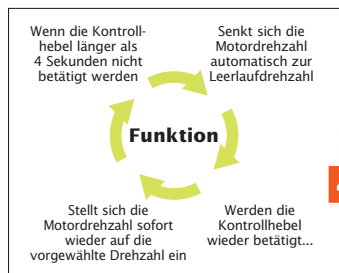 Wenn die Kontroll-
hebel länger als
4 Sekunden nicht
betätigt werden
Senkt sich die
Motordrehzahl
automatisch zur
Leerlaufdrehzahl
Funktion
Stellt sich die
Motordrehzahl sofort
wieder auf die
vorgewählte Drehzahl ein
Werden die
Kontrollhebel
wieder betätigt...